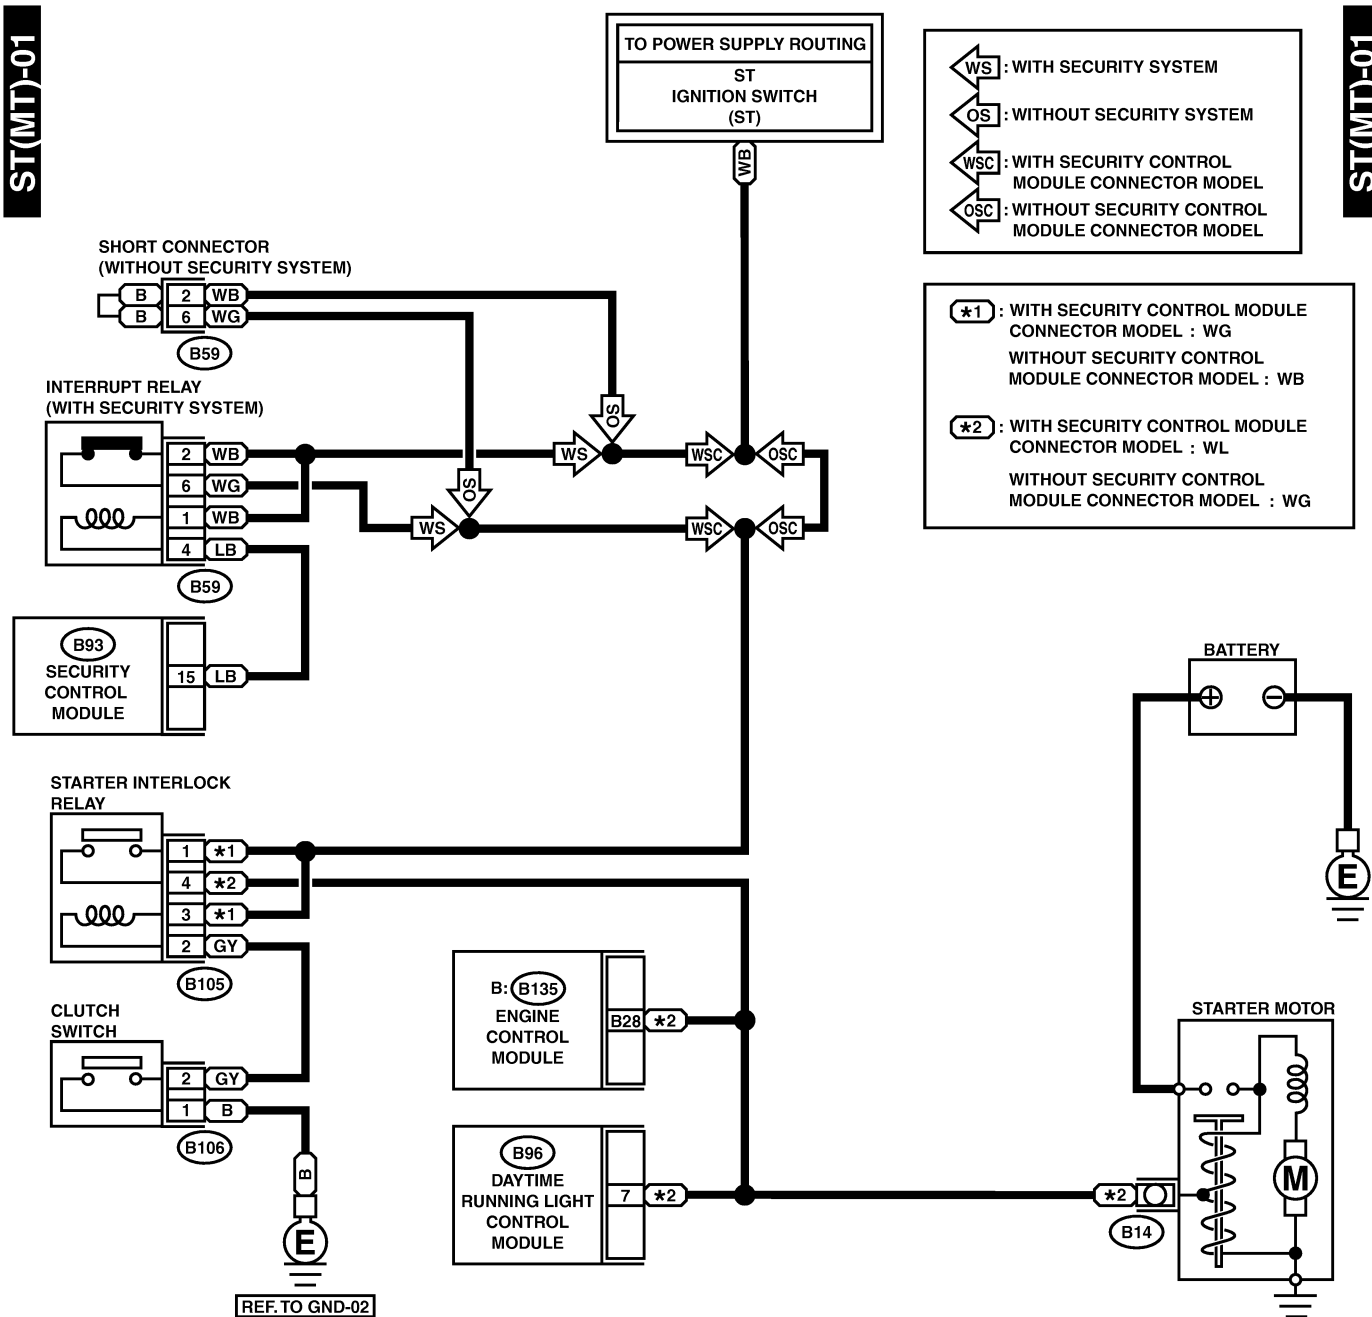 ST(MT)-01
ST(MT)-01
TO POWER SUPPLY ROUTING
ST
IGNITION SWITCH
(ST)
WB
WS : WITH SECURITY SYSTEM
OS : WITHOUT SECURITY SYSTEM
WSC : WITH SECURITY CONTROL
MODULE CONNECTOR MODEL
OSC : WITHOUT SECURITY CONTROL
MODULE CONNECTOR MODEL
*1 : WITH SECURITY CONTROL MODULE
CONNECTOR MODEL : WG
WITHOUT SECURITY CONTROL
MODULE CONNECTOR MODEL : WB
*2 : WITH SECURITY CONTROL MODULE
CONNECTOR MODEL : WL
WITHOUT SECURITY CONTROL
MODULE CONNECTOR MODEL : WG
SHORT CONNECTOR
(WITHOUT SECURITY SYSTEM)
B 2 WB
B 6 WG
B59
INTERRUPT RELAY
(WITH SECURITY SYSTEM)
2 WB
6 WG
1 WB
4 LB
B59
OS
WS
WSC
OSC
OS
WS
WSC
OSC
B93
SECURITY
CONTROL
MODULE
15 LB
STARTER INTERLOCK
RELAY
1 *1
4 *2
3 *1
2 GY
B105
CLUTCH
SWITCH
2 GY
1 B
B106
B
E
REF. TO GND-02
B: B135
ENGINE
CONTROL
MODULE
B28 *2
B96
DAYTIME
RUNNING LIGHT
CONTROL
MODULE
7 *2
BATTERY
+ −
E
STARTER MOTOR
M
*2
B14